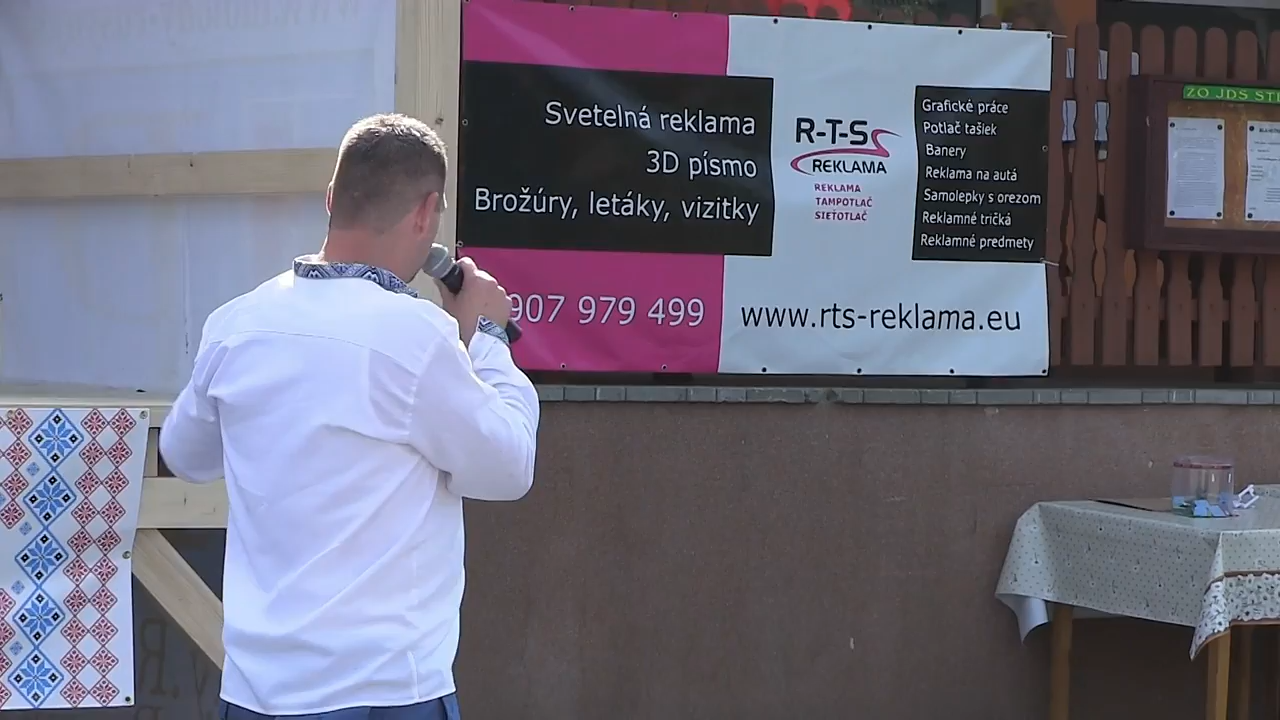 Svetelná reklama
3D písmo
Brožúry, letáky, vizitky
907 979 499
R-T-S
REKLAMA
REKLAMA
TAMPOTLAČ
SIEŤOTLAČ
www.rts-reklama.eu
Grafické práce
Potlač tašiek
Banery
Reklama na autá
Samolepky s orezom
Reklamné tričká
Reklamné predmety
ZO JDS